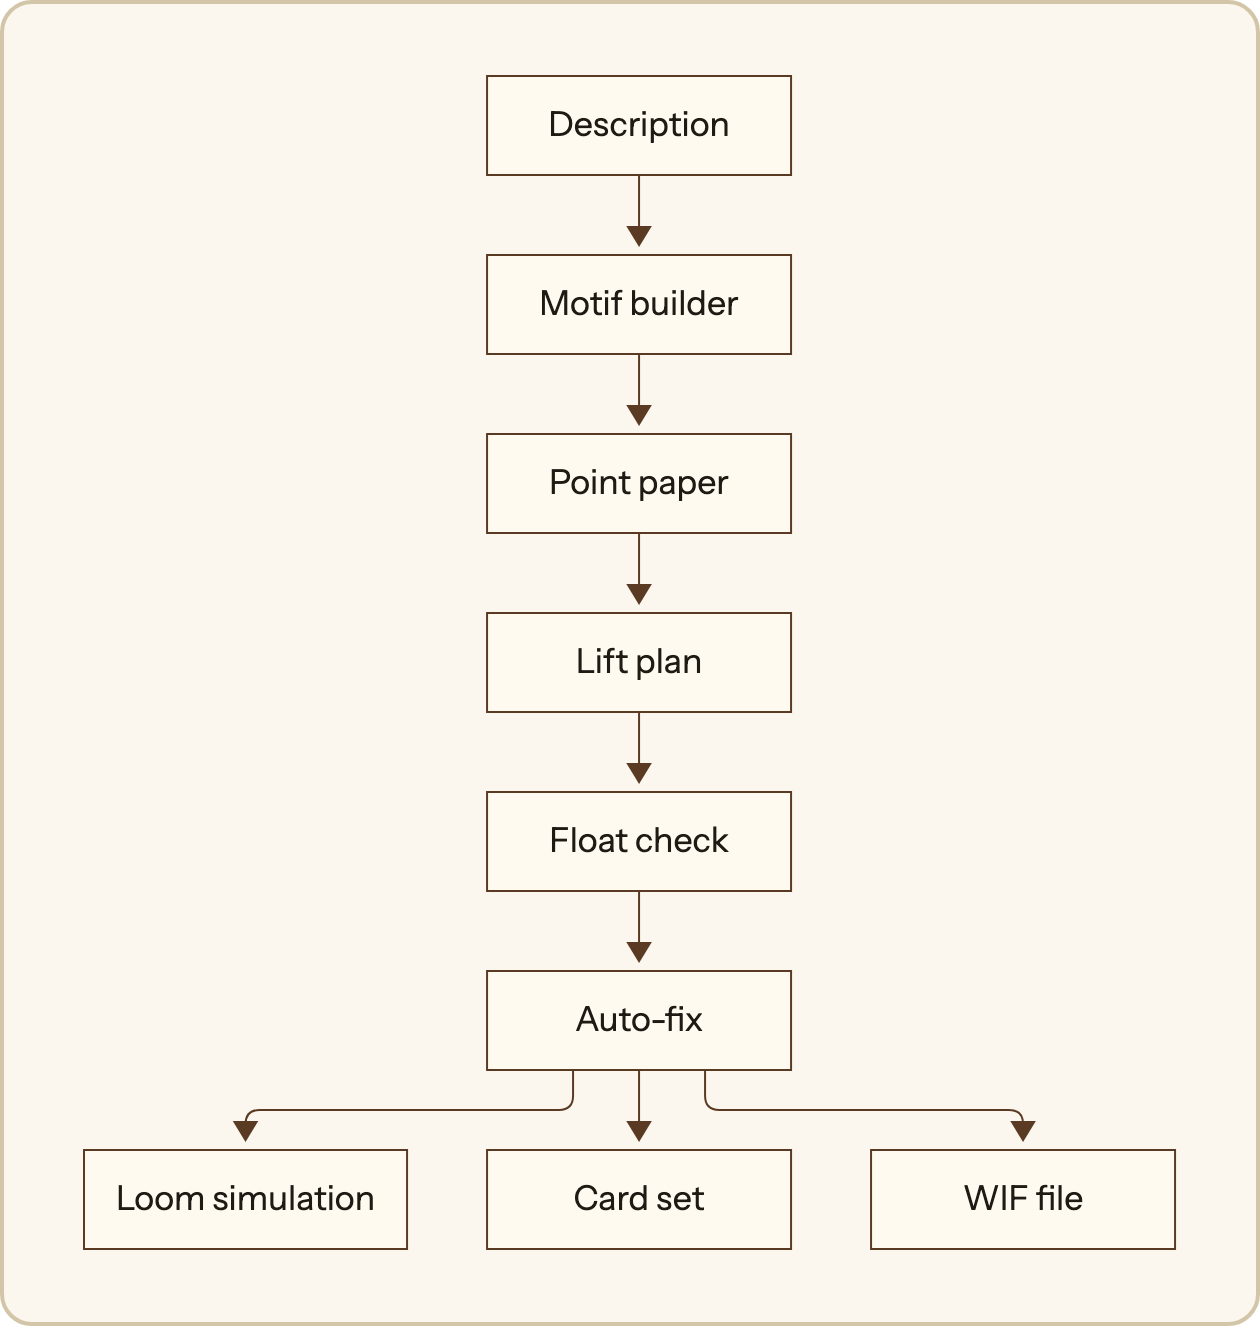 Description
Motif builder
Point paper
Lift plan
Float check
Auto-fix
Loom simulation
Card set
WIF file